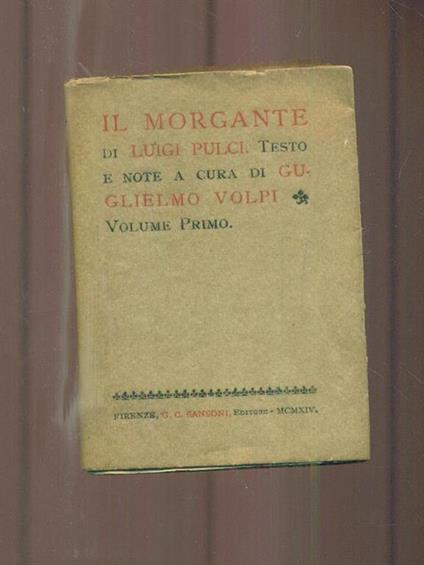 IL MORGANTE
DI LUIGI PULCI. TESTO
E NOTE A CURA DI GU-
GLIELMO VOLPI
VOLUME PRIMO.
FIRENZE, G. C. SANSONI, EDITORE - MCMXIV.